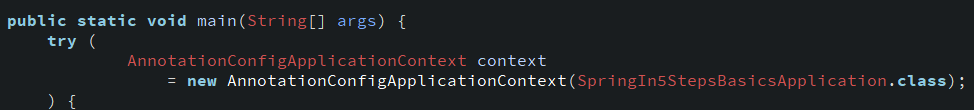 public static void main(String[] args) {
try (
AnnotationConfigApplicationContext context
= new AnnotationConfigApplicationContext(SpringIn5StepsBasicsApplication.class);
) {